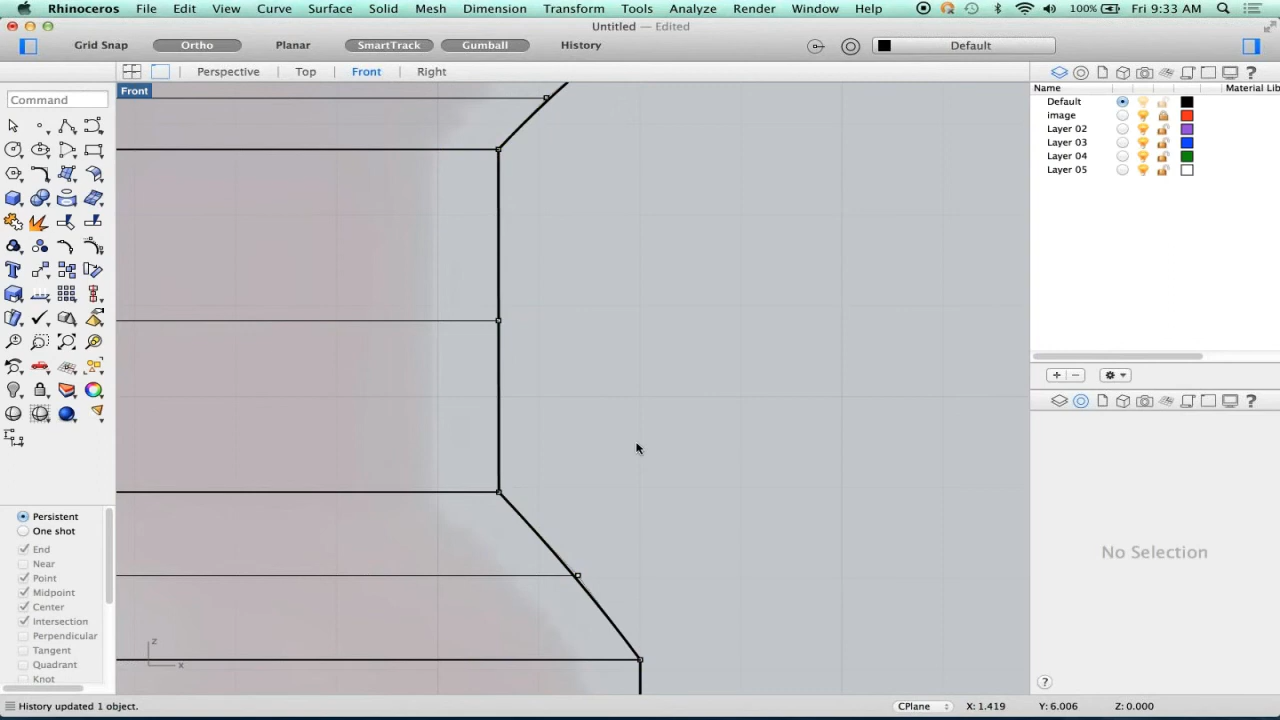 Rhinoceros File Edit View Curve Surface Solid Mesh Dimension Transform Tools Analyze Render Window Help 100% Fri 9:33 AM
Untitled — Edited
Grid Snap Ortho Planar SmartTrack Gumball History Default
Perspective Top Front Right
Front
Name Material Lib
Command
Default
image
Layer 02
Layer 03
Layer 04
Layer 05
No Selection
Persistent
One shot
End
Near
Point
Midpoint
Center
Intersection
Perpendicular
Tangent
Quadrant
Knot
z
x
History updated 1 object. CPlane X: 1.419 Y: 6.006 Z: 0.000